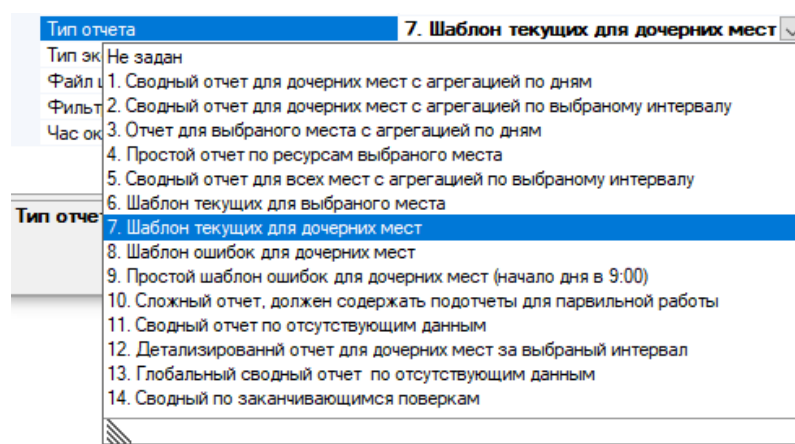 Тип отчета 7. Шаблон текущих для дочерних мест
Тип эк
Не задан
Файл
1. Сводный отчет для дочерних мест с агрегацией по дням
Фильт
2. Сводный отчет для дочерних мест с агрегацией по выбраному интервалу
Час ок
3. Отчет для выбраного места с агрегацией по дням
4. Простой отчет по ресурсам выбраного места
5. Сводный отчет для всех мест с агрегацией по выбраному интервалу
6. Шаблон текущих для выбраного места
Тип отче
7. Шаблон текущих для дочерних мест
8. Шаблон ошибок для дочерних мест
9. Простой шаблон ошибок для дочерних мест (начало дня в 9:00)
10. Сложный отчет, должен содержать подотчеты для парвильной работы
11. Сводный отчет по отсутствующим данным
12. Детализированнй отчет для дочерних мест за выбраный интервал
13. Глобальный сводный отчет по отсутствующим данным
14. Сводный по заканчивающимся поверкам